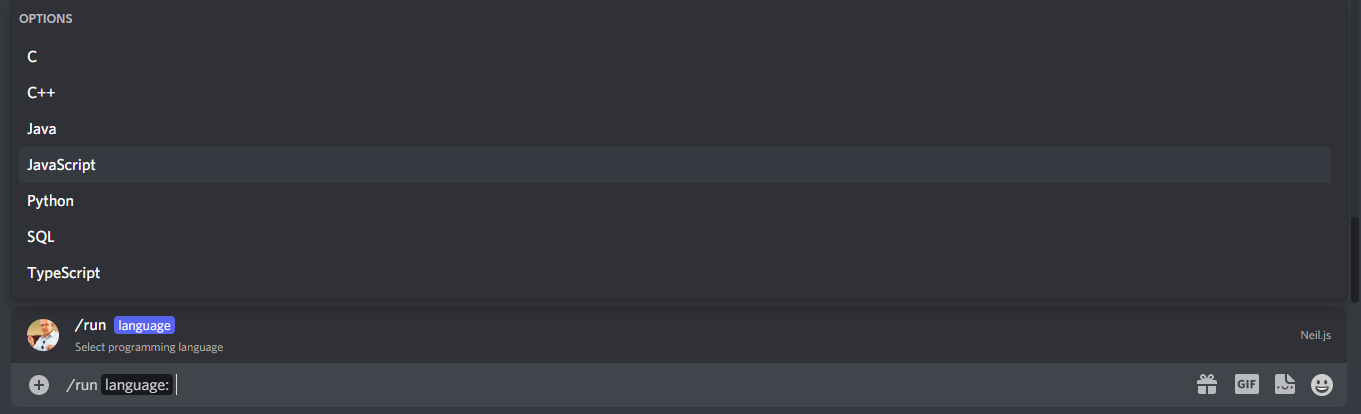 OPTIONS
C
C++
Java
JavaScript
Python
SQL
TypeScript
/run language
Select programming language
Neil.js
/run language:
GIF